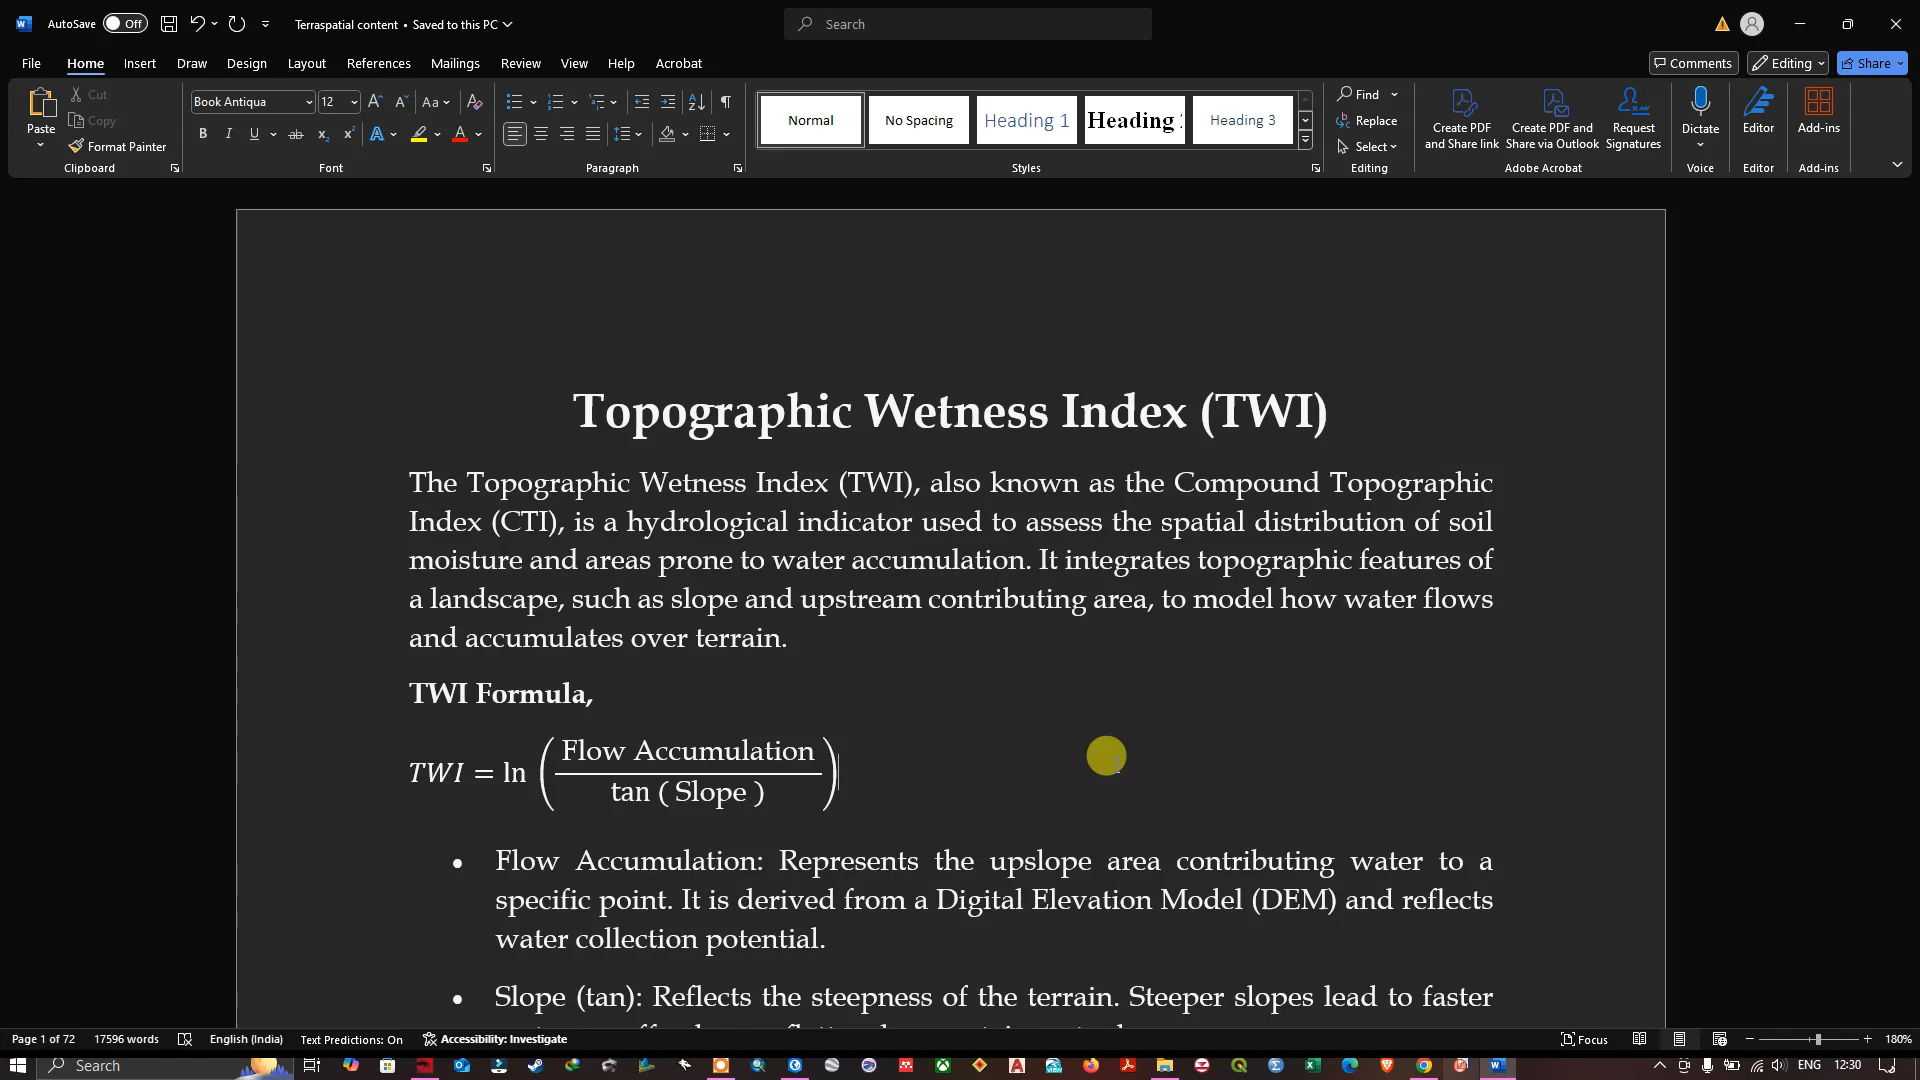 AutoSave Off Terraspatial content • Saved to this PC Search
File Home Insert Draw Design Layout References Mailings Review View Help Acrobat Comments Editing Share
Paste Cut Copy Format Painter Clipboard
Book Antiqua 12 Aa Font
Paragraph
Normal No Spacing Heading 1 Heading Heading 3 Styles
Find Replace Select Editing
Create PDF and Share link Create PDF and Share via Outlook Request Signatures Adobe Acrobat
Dictate Voice Editor Editor Add-ins Add-ins
Topographic Wetness Index (TWI)
The Topographic Wetness Index (TWI), also known as the Compound Topographic
Index (CTI), is a hydrological indicator used to assess the spatial distribution of soil
moisture and areas prone to water accumulation. It integrates topographic features of
a landscape, such as slope and upstream contributing area, to model how water flows
and accumulates over terrain.
TWI Formula,
TWI = ln ( Flow Accumulation / tan ( Slope ) )
• Flow Accumulation: Represents the upslope area contributing water to a
specific point. It is derived from a Digital Elevation Model (DEM) and reflects
water collection potential.
• Slope (tan): Reflects the steepness of the terrain. Steeper slopes lead to faster
Page 1 of 72 17596 words English (India) Text Predictions: On Accessibility: Investigate Focus 180%
Search ENG 12:30